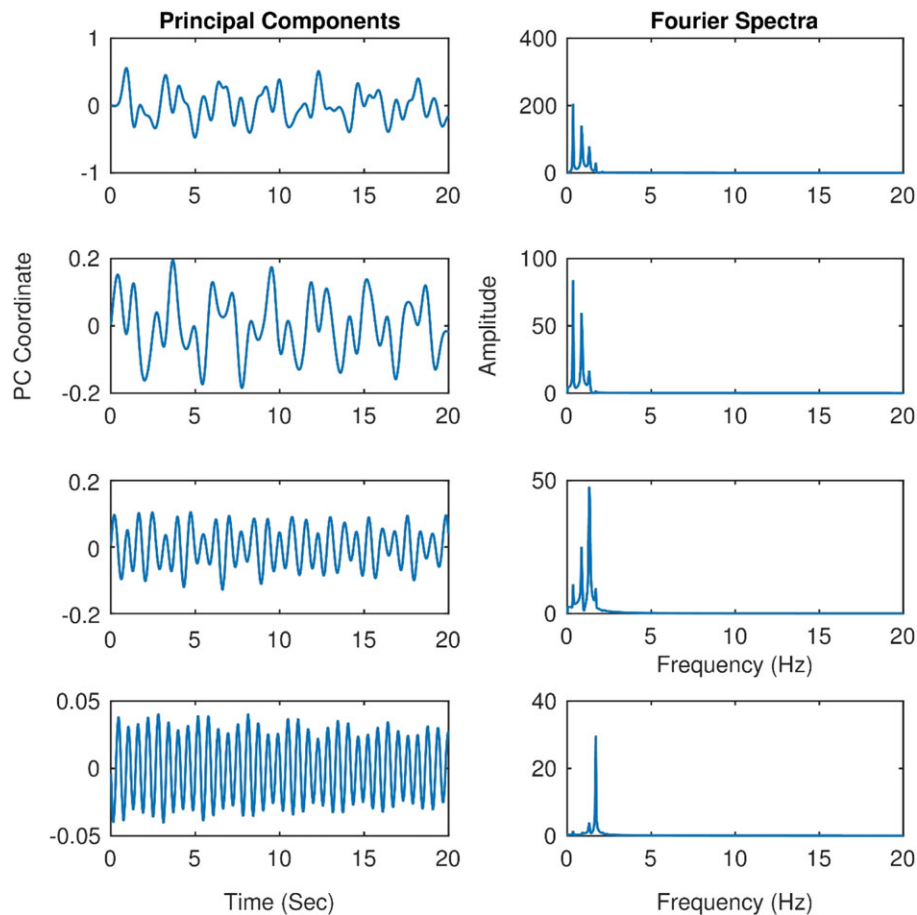 Principal Components
Fourier Spectra
1
0
-1
0 5 10 15 20
400
200
0
0 5 10 15 20
PC Coordinate
0.2
0
-0.2
0 5 10 15 20
Amplitude
100
50
0
0 5 10 15 20
0.2
0
-0.2
0 5 10 15 20
50
0
0 5 10 15 20
Frequency (Hz)
0.05
0
-0.05
0 5 10 15 20
Time (Sec)
40
20
0
0 5 10 15 20
Frequency (Hz)